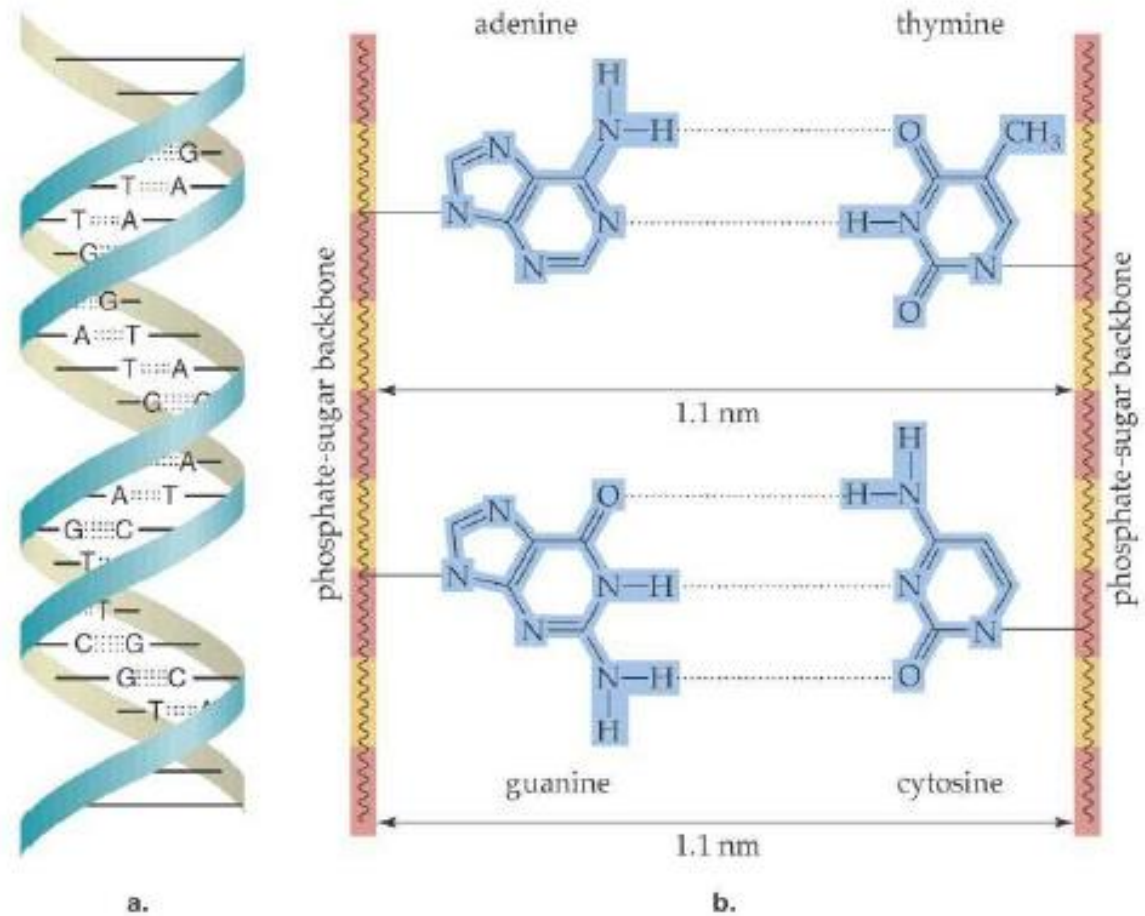 adenine
thymine
H
N–H
O
CH₃
N
N
N
N
H–N
N
O
G–
–T A–
–T A–
–G
G–
–A T–
–T A–
–G C
A–
–A T–
–G C–
–T
T–
–C G–
–G C–
–T A
phosphate-sugar backbone
phosphate-sugar backbone
1.1 nm
H
O
H–N
N
N
N–H
N
N
N
N–H
O
H
guanine
cytosine
1.1 nm
a.
b.